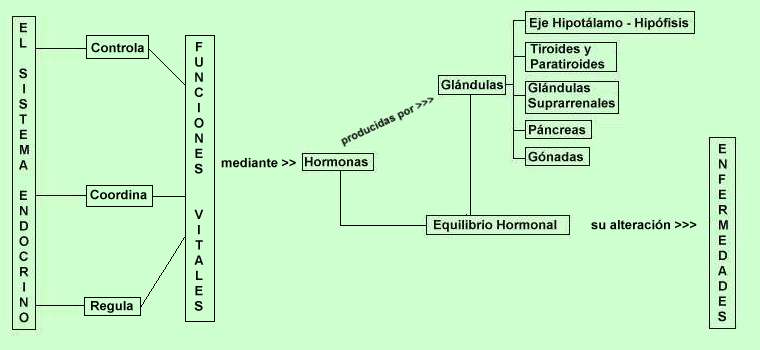 EL SISTEMA ENDOCRINO
Controla
Coordina
Regula
FUNCIONES VITALES
mediante >>
Hormonas
producidas por >>>
Glándulas
Eje Hipotálamo - Hipófisis
Tiroides y
Paratiroides
Glándulas
Suprarrenales
Páncreas
Gónadas
Equilibrio Hormonal
su alteración >>>
ENFERMEDADES